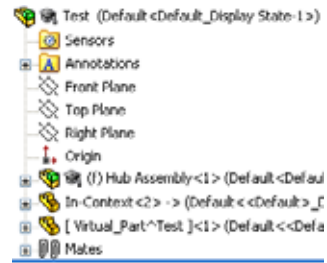 Test (Default<Default_Display State-1>)
Sensors
Annotations
Front Plane
Top Plane
Right Plane
Origin
(f) Hub Assembly<1> (Default<Defaul
In-Context<2> -> (Default<<Default>_D
[ Virtual_Part^Test ]<1> (Default<<Defa
Mates